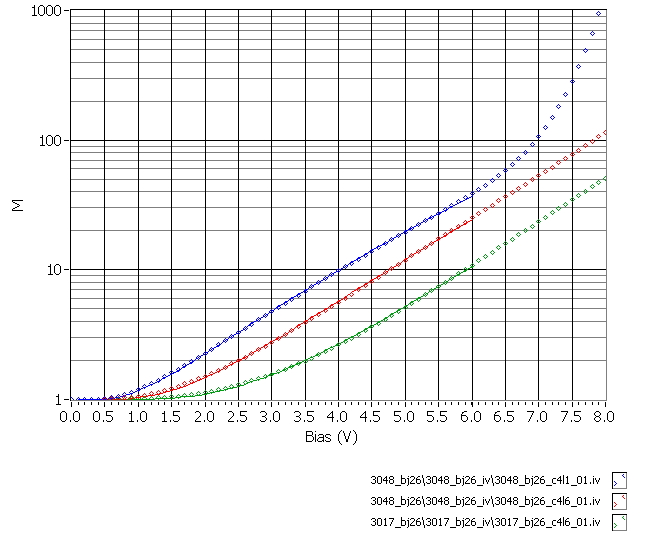 1000
100
10
1
M
0.0 0.5 1.0 1.5 2.0 2.5 3.0 3.5 4.0 4.5 5.0 5.5 6.0 6.5 7.0 7.5 8.0
Bias (V)
3048_bj26\3048_bj26_iv\3048_bj26_c4l1_01.iv
3048_bj26\3048_bj26_iv\3048_bj26_c4l6_01.iv
3017_bj26\3017_bj26_iv\3017_bj26_c4l6_01.iv